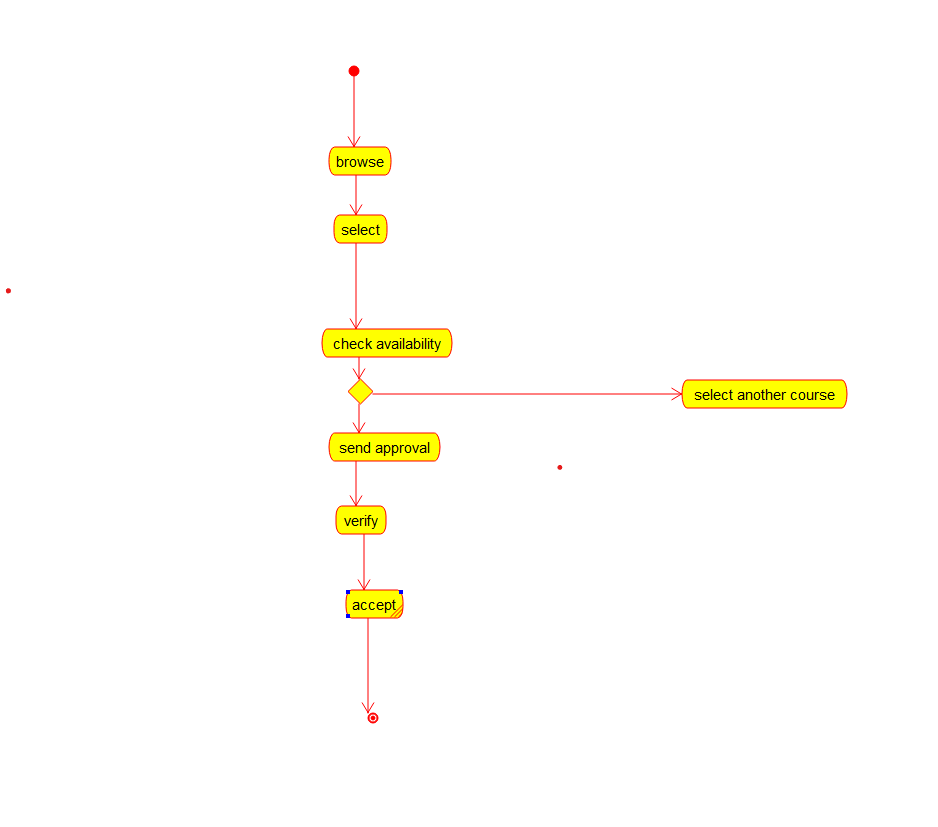 browse
select
check availability
select another course
send approval
verify
accept